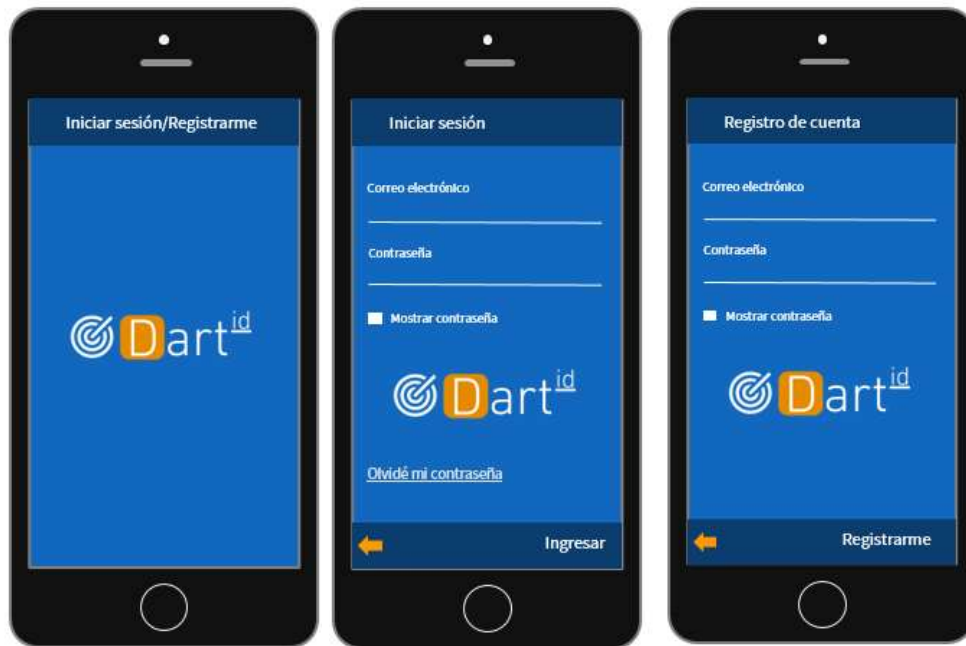 Iniciar sesión/Registrarme
Dart id
Iniciar sesión
Correo electrónico
Contraseña
Mostrar contraseña
Dart id
Olvidé mi contraseña
Ingresar
Registro de cuenta
Correo electrónico
Contraseña
Mostrar contraseña
Dart id
Registrarme